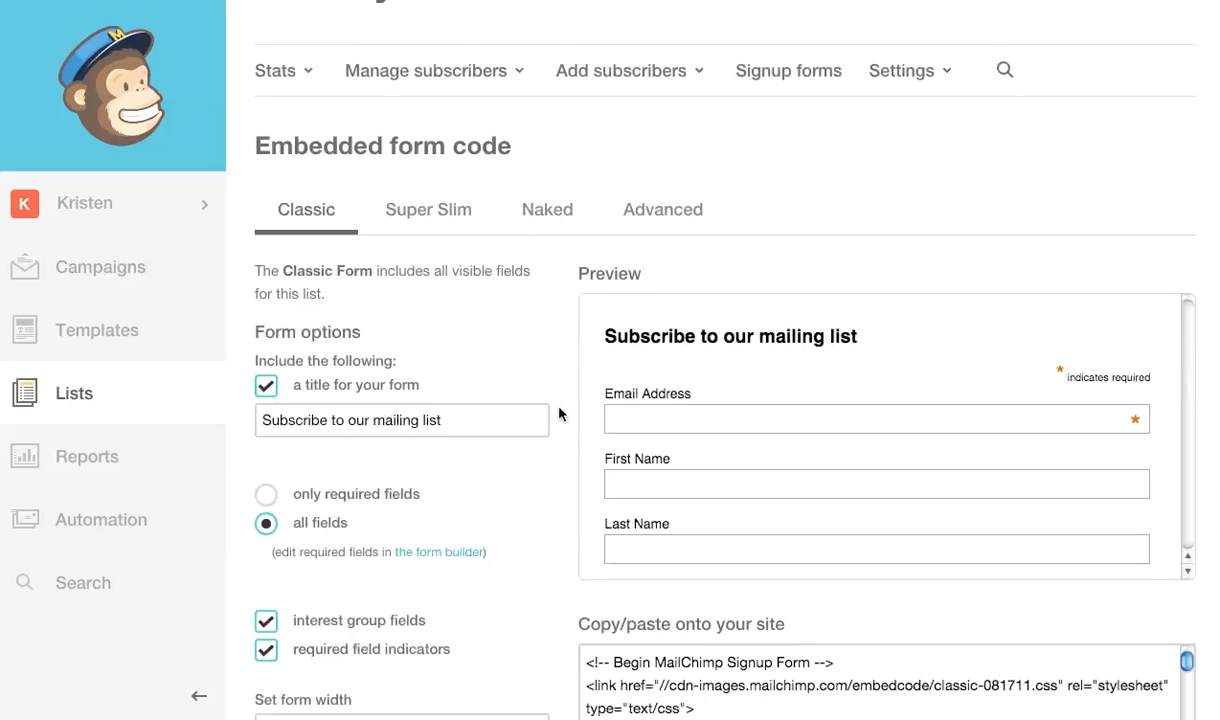 Stats
Manage subscribers
Add subscribers
Signup forms
Settings
Embedded form code
K
Kristen
Campaigns
Templates
Lists
Reports
Automation
Search
Classic
Super Slim
Naked
Advanced
The Classic Form includes all visible fields
for this list.
Form options
Include the following:
a title for your form
Subscribe to our mailing list
only required fields
all fields
(edit required fields in the form builder)
interest group fields
required field indicators
Set form width
Preview
Subscribe to our mailing list
* indicates required
Email Address
*
First Name
Last Name
Copy/paste onto your site
<!-- Begin MailChimp Signup Form -->
<link href="//cdn-images.mailchimp.com/embedcode/classic-081711.css" rel="stylesheet"
type="text/css">